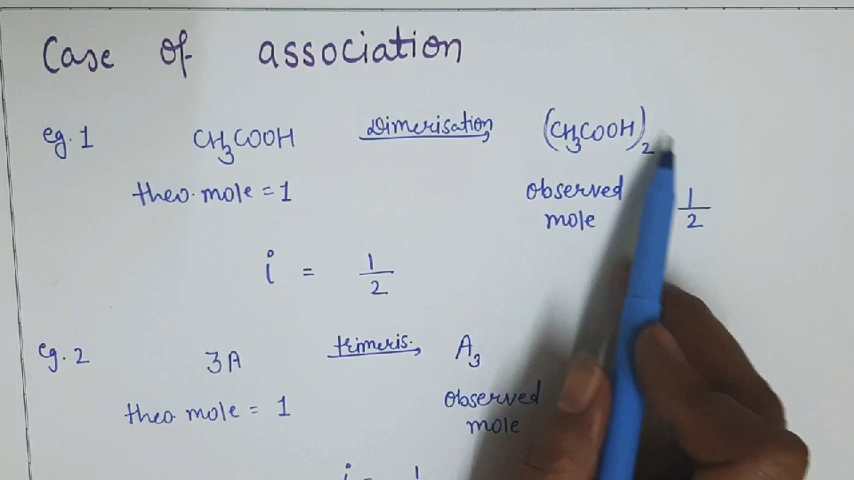 Case of association
eg. 1 CH3COOH Dimerisation (CH3COOH)2
theo. mole = 1 observed mole 1/2
i = 1/2
eg. 2 3A trimeris. A3
theo. mole = 1 observed mole
i = 1